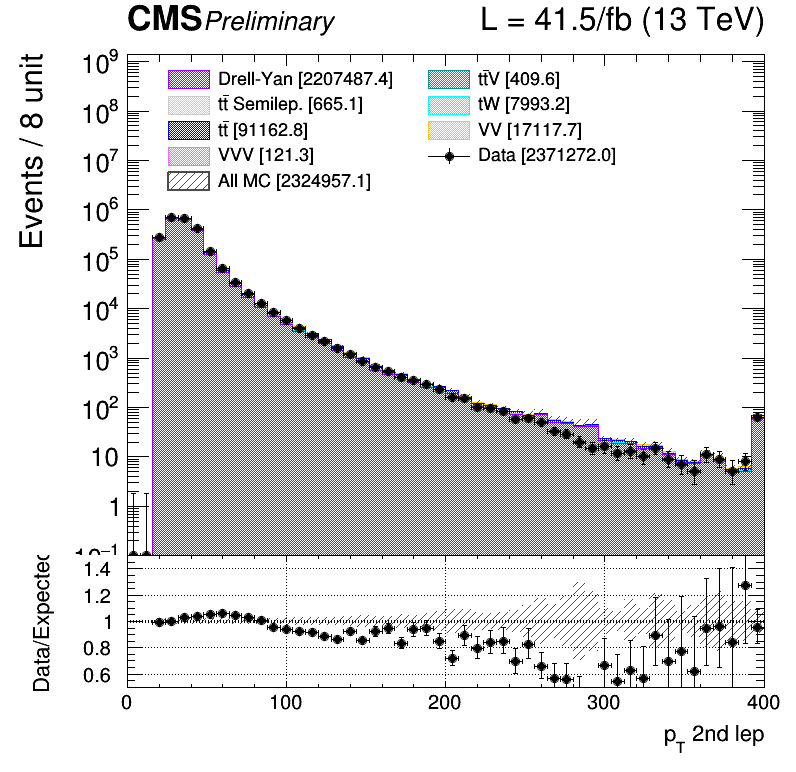 CMS Preliminary L = 41.5/fb (13 TeV)
Events / 8 unit
10⁹
10⁸
10⁷
10⁶
10⁵
10⁴
10³
10²
10
1
10⁻¹
Drell-Yan [2207487.4]
tt̄ Semilep. [665.1]
tt̄ [91162.8]
VVV [121.3]
All MC [2324957.1]
tt̄V [409.6]
tW [7993.2]
VV [17117.7]
Data [2371272.0]
Data/Expected
1.4
1.2
1
0.8
0.6
0 100 200 300 400
p_T 2nd lep